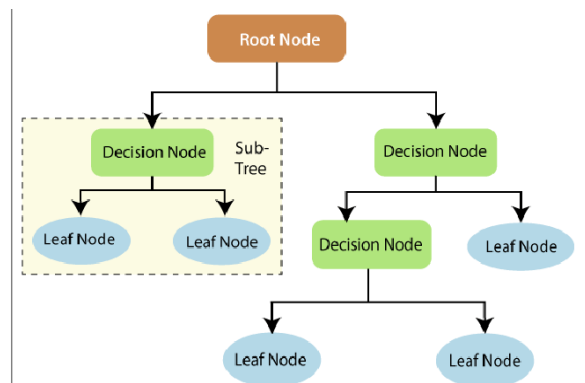 Root Node
Decision Node
Sub-
Tree
Decision Node
Leaf Node
Leaf Node
Decision Node
Leaf Node
Leaf Node
Leaf Node